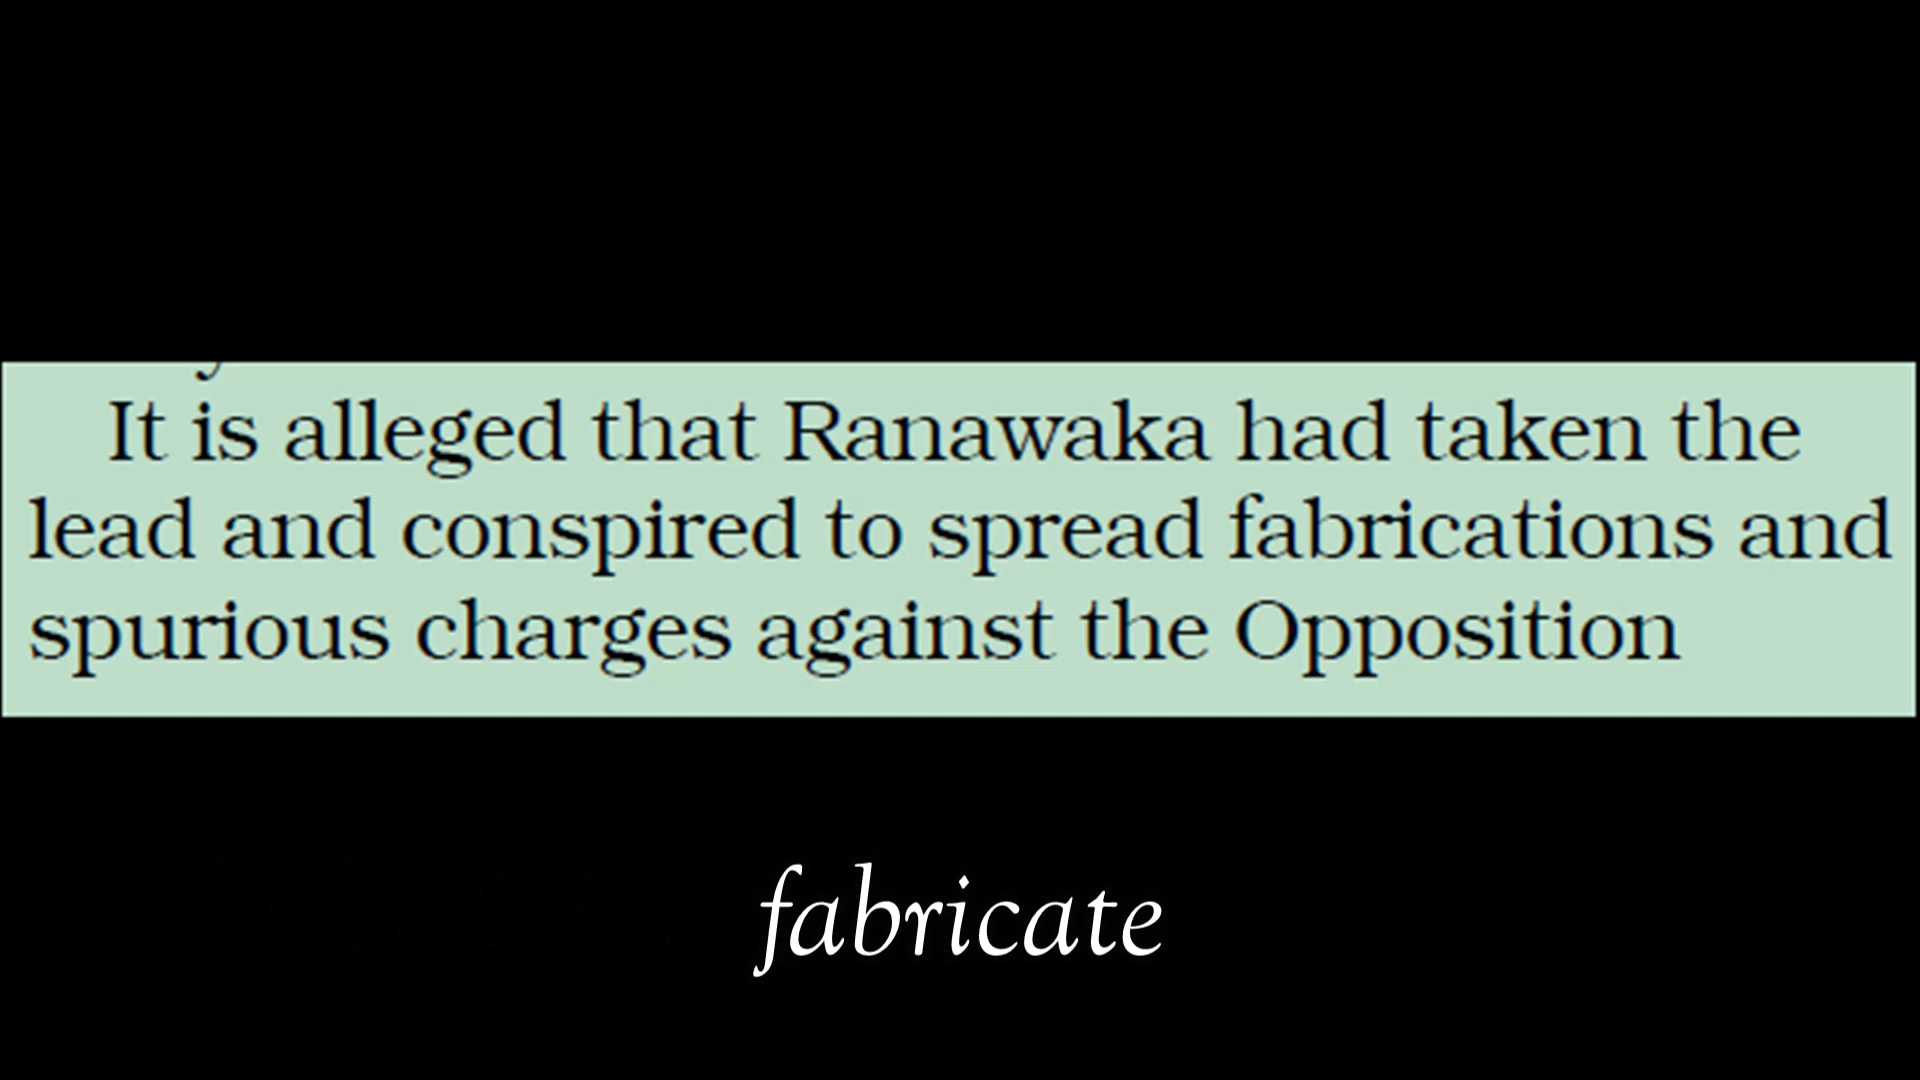 It is alleged that Ranawaka had taken the
lead and conspired to spread fabrications and
spurious charges against the Opposition
fabricate